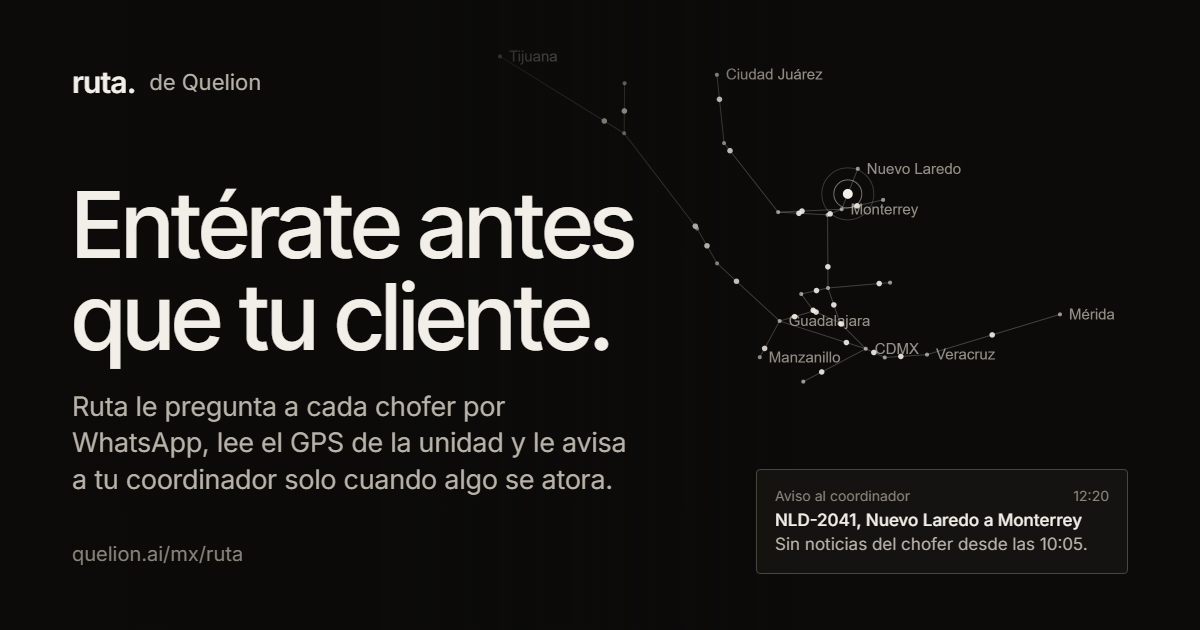 ruta. de Quelion
Tijuana
Ciudad Juárez
Nuevo Laredo
Monterrey
Guadalajara
Manzanillo
CDMX
Veracruz
Mérida
Entérate antes
que tu cliente.
Ruta le pregunta a cada chofer por
WhatsApp, lee el GPS de la unidad y le avisa
a tu coordinador solo cuando algo se atora.
quelion.ai/mx/ruta
Aviso al coordinador 12:20
NLD-2041, Nuevo Laredo a Monterrey
Sin noticias del chofer desde las 10:05.